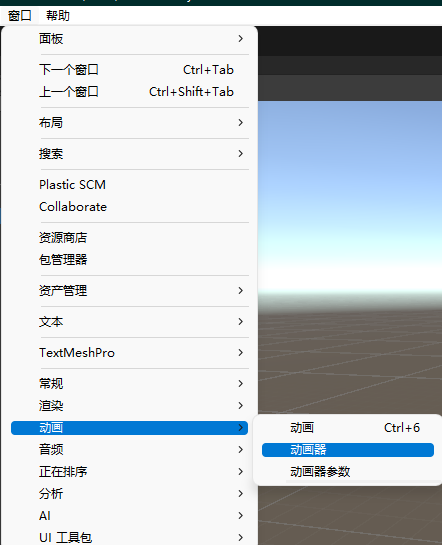 窗口 帮助
面板
下一个窗口 Ctrl+Tab
上一个窗口 Ctrl+Shift+Tab
布局
搜索
Plastic SCM
Collaborate
资源商店
包管理器
资产管理
文本
TextMeshPro
常规
渲染
动画
动画 Ctrl+6
音频
动画器
正在排序
动画器参数
分析
AI
UI 工具包